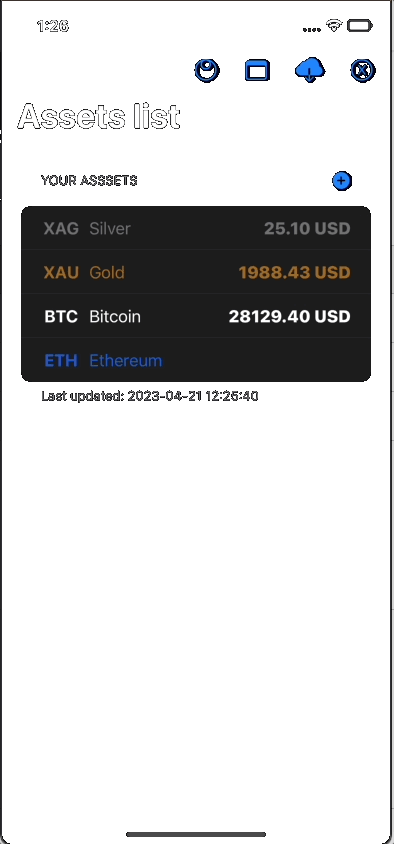 1:26
Assets list
YOUR ASSSETS
XAG Silver 25.10 USD
XAU Gold 1988.43 USD
BTC Bitcoin 28129.40 USD
ETH Ethereum
Last updated: 2023-04-21 12:26:40